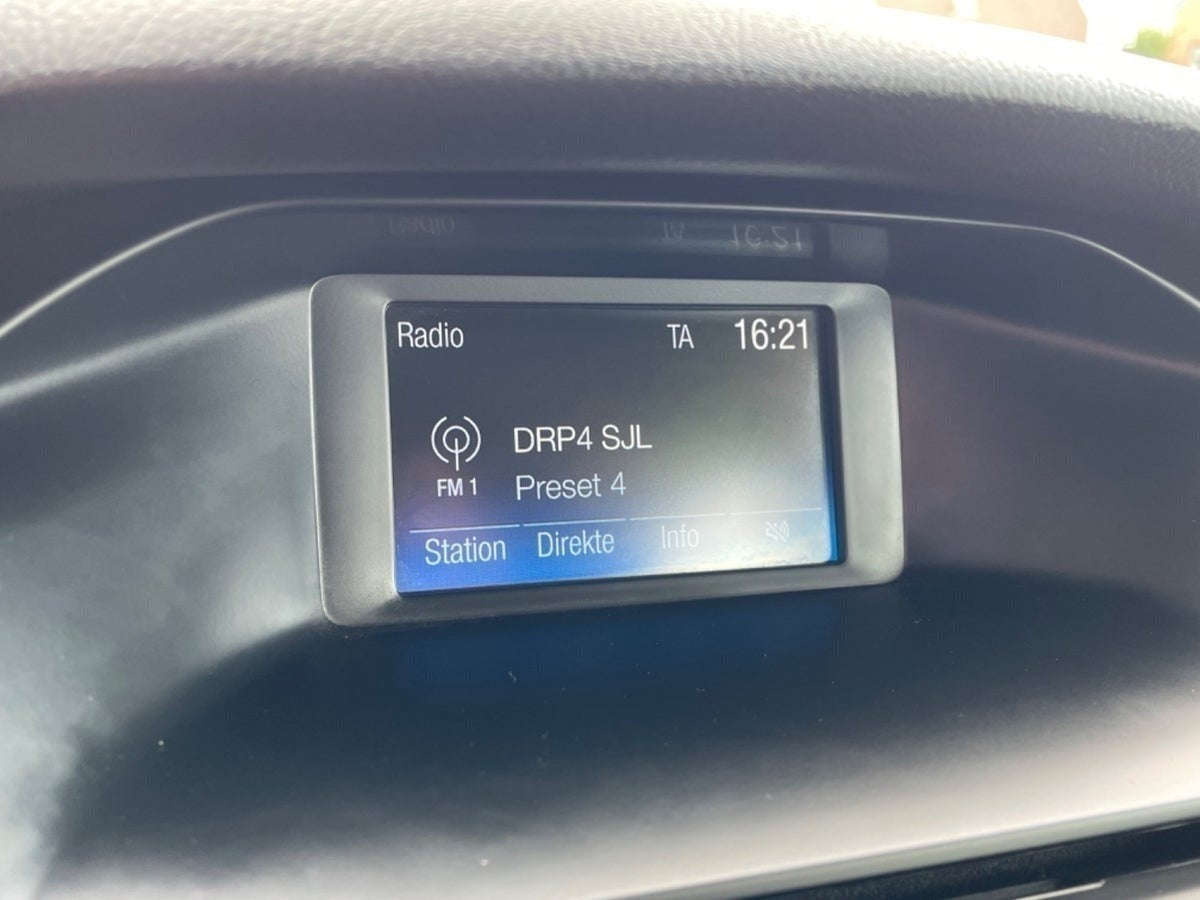 Radio TA 16:21
DRP4 SJL
FM 1 Preset 4
Station Direkte Info